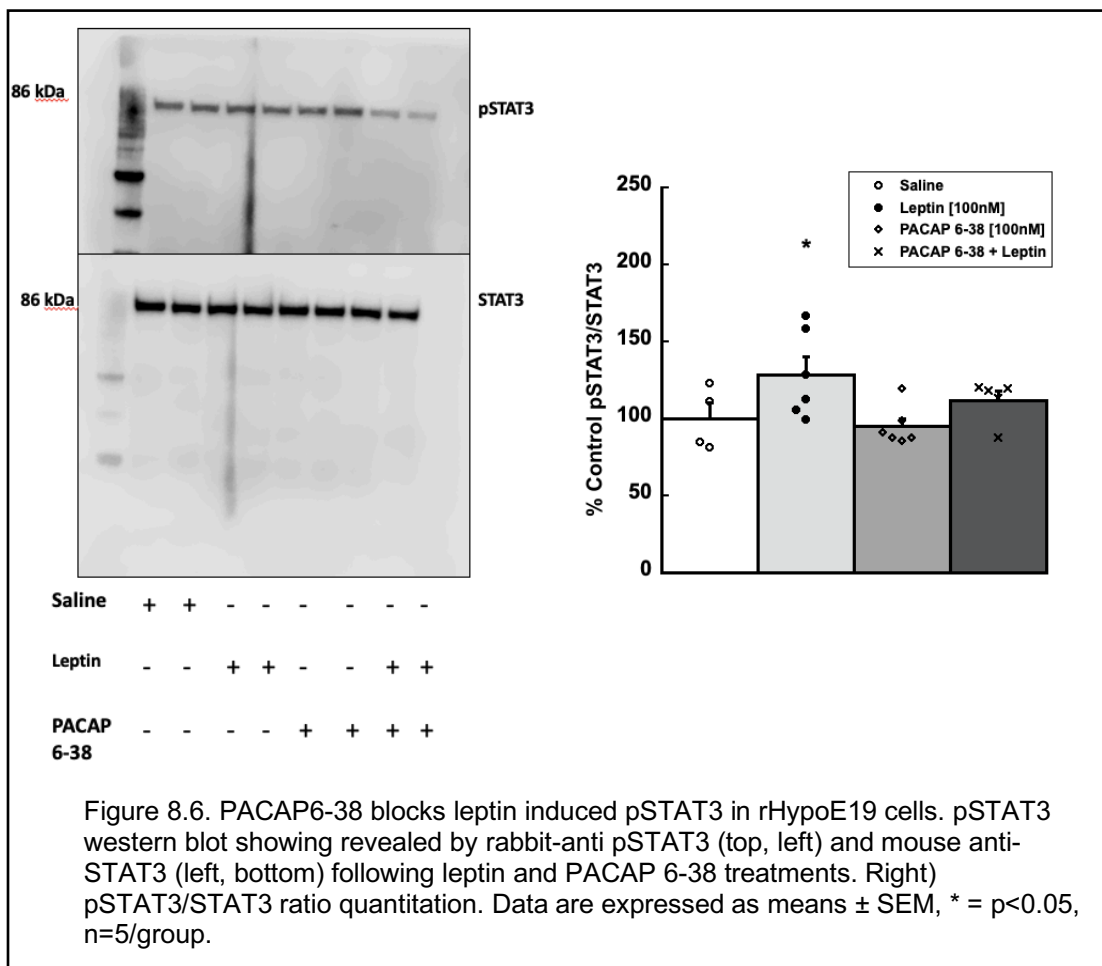 86 kDa
pSTAT3
86 kDa
STAT3
Saline + + - - - - - -
Leptin - - + + - - + +
PACAP - - - - + + + +
6-38
250
200
150
100
50
0
% Control pSTAT3/STAT3
*
Saline
Leptin [100nM]
PACAP 6-38 [100nM]
PACAP 6-38 + Leptin
Figure 8.6. PACAP6-38 blocks leptin induced pSTAT3 in rHypoE19 cells. pSTAT3
western blot showing revealed by rabbit-anti pSTAT3 (top, left) and mouse anti-
STAT3 (left, bottom) following leptin and PACAP 6-38 treatments. Right)
pSTAT3/STAT3 ratio quantitation. Data are expressed as means ± SEM, * = p<0.05,
n=5/group.